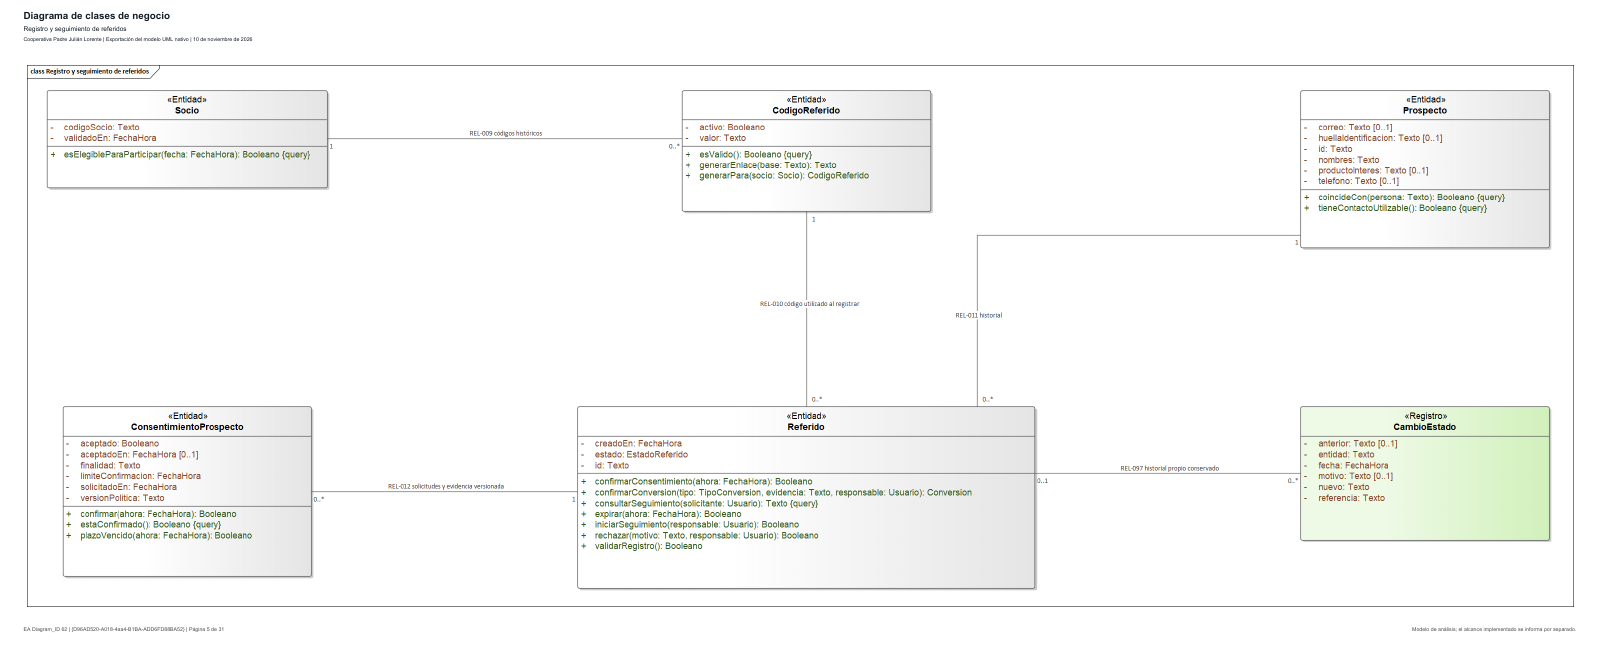 Diagrama de clases de negocio
Registro y seguimiento de referidos
Cooperativa Padre Julián Lorente | Exportación del modelo UML nativo | 10 de noviembre de 2026
class Registro y seguimiento de referidos
«Entidad»
Socio
- codigoSocio: Texto
- validadoEn: FechaHora
+ esElegibleParaParticipar(fecha: FechaHora): Booleano {query}
REL-009 códigos históricos
1
0..*
«Entidad»
CodigoReferido
- activo: Booleano
- valor: Texto
+ esValido(): Booleano {query}
+ generarEnlace(base: Texto): Texto
+ generarPara(socio: Socio): CodigoReferido
«Entidad»
Prospecto
- correo: Texto [0..1]
- huellaIdentificacion: Texto [0..1]
- id: Texto
- nombres: Texto
- productoInteres: Texto [0..1]
- telefono: Texto [0..1]
+ coincideCon(persona: Texto): Booleano {query}
+ tieneContactoUtilizable(): Booleano {query}
1
1
REL-010 código utilizado al registrar
REL-011 historial
0..*
0..*
«Entidad»
ConsentimientoProspecto
- aceptado: Booleano
- aceptadoEn: FechaHora [0..1]
- finalidad: Texto
- limiteConfirmacion: FechaHora
- solicitadoEn: FechaHora
- versionPolitica: Texto
+ confirmar(ahora: FechaHora): Booleano
+ estaConfirmado(): Booleano {query}
+ plazoVencido(ahora: FechaHora): Booleano
REL-012 solicitudes y evidencia versionada
0..*
1
«Entidad»
Referido
- creadoEn: FechaHora
- estado: EstadoReferido
- id: Texto
+ confirmarConsentimiento(ahora: FechaHora): Booleano
+ confirmarConversion(tipo: TipoConversion, evidencia: Texto, responsable: Usuario): Conversion
+ consultarSeguimiento(solicitante: Usuario): Texto {query}
+ expirar(ahora: FechaHora): Booleano
+ iniciarSeguimiento(responsable: Usuario): Booleano
+ rechazar(motivo: Texto, responsable: Usuario): Booleano
+ validarRegistro(): Booleano
REL-097 historial propio conservado
0..1
0..*
«Registro»
CambioEstado
- anterior: Texto [0..1]
- entidad: Texto
- fecha: FechaHora
- motivo: Texto [0..1]
- nuevo: Texto
- referencia: Texto
EA Diagram_ID 62 | {D96AD520-A018-4aa4-B1BA-ADD6FD88BA52} | Página 5 de 31
Modelo de análisis; el alcance implementado se informa por separado.